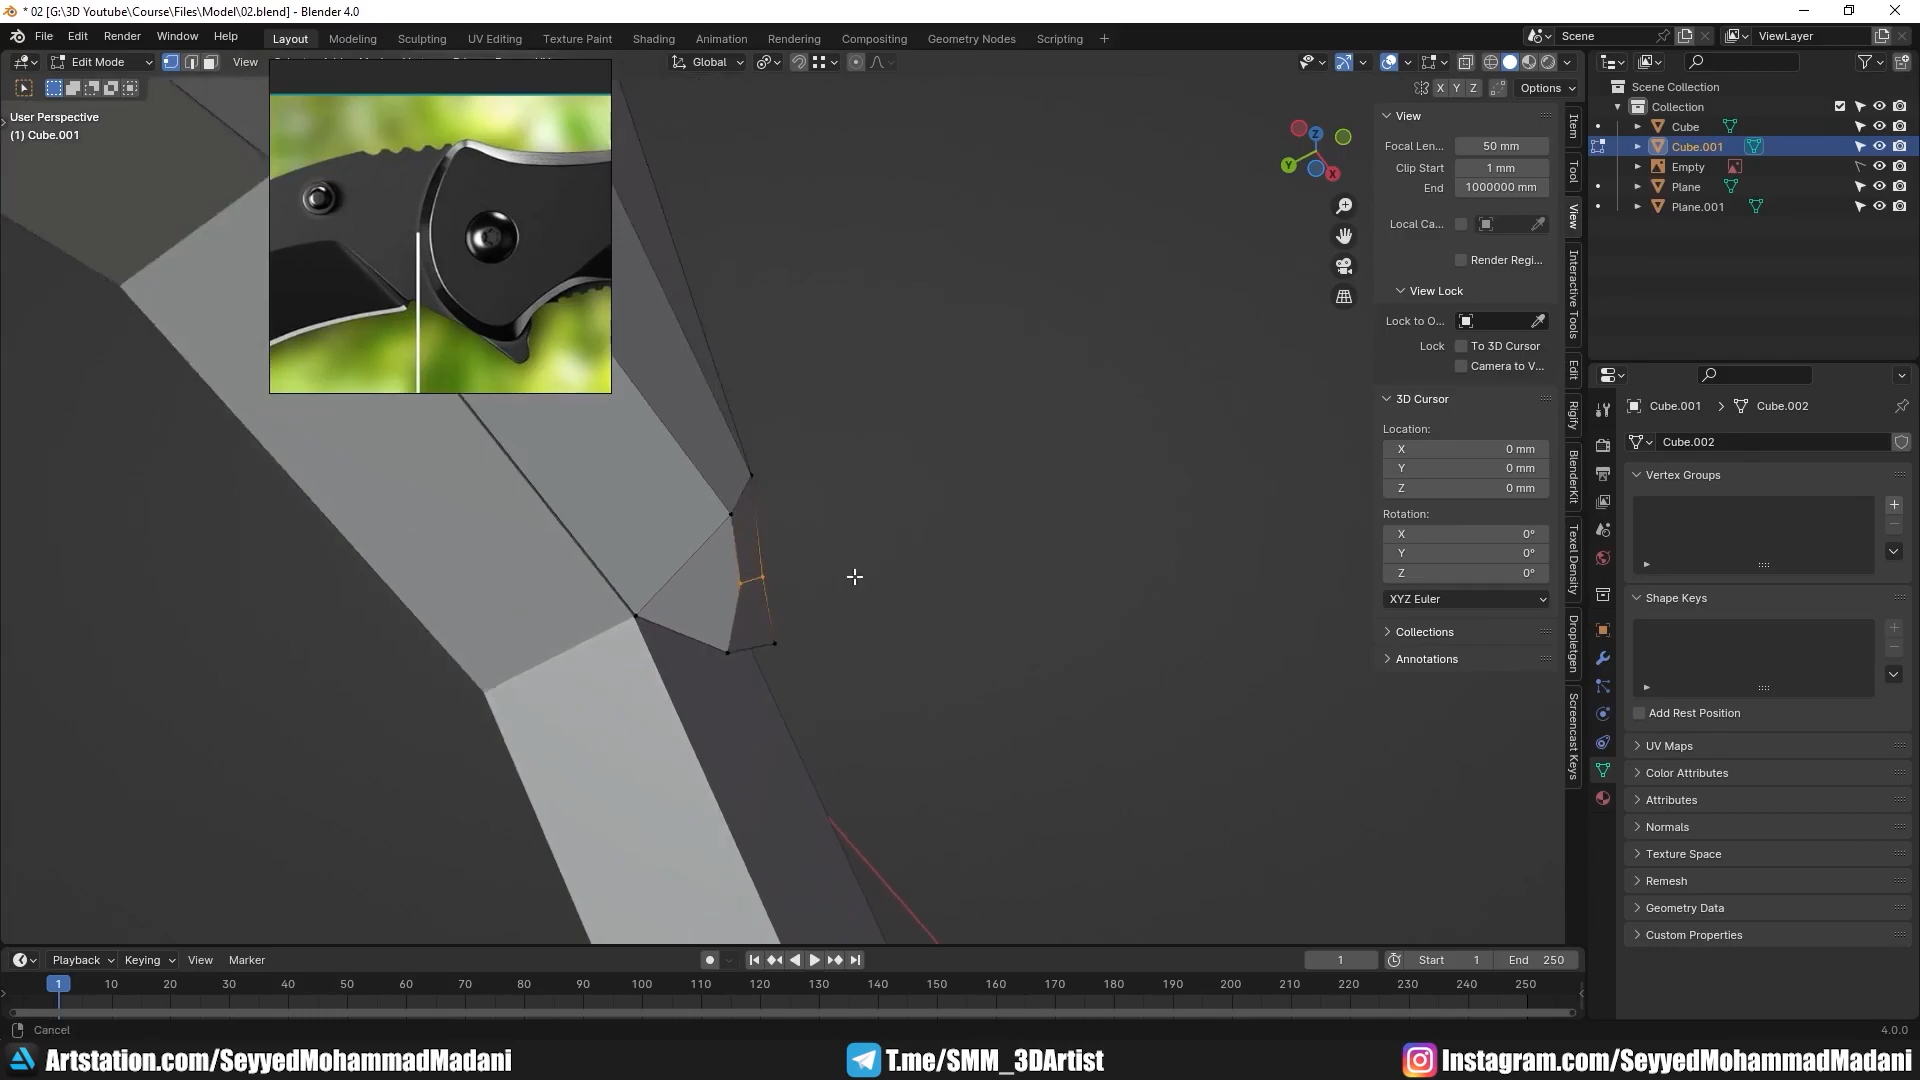 * 02 [G:\3D Youtube\Course\Files\Model\02.blend] - Blender 4.0
File Edit Render Window Help
Layout Modeling Sculpting UV Editing Texture Paint Shading Animation Rendering Compositing Geometry Nodes Scripting +
Scene
ViewLayer
Edit Mode
View
Global
X Y Z
Options
User Perspective
(1) Cube.001
Z
Y
X
View
Focal Len... 50 mm
Clip Start 1 mm
End 1000000 mm
Local Ca...
Render Regi...
View Lock
Lock to O...
Lock To 3D Cursor
Camera to V...
3D Cursor
Location:
X 0 mm
Y 0 mm
Z 0 mm
Rotation:
X 0°
Y 0°
Z 0°
XYZ Euler
Collections
Annotations
Item
Tool
View
Interactive Tools
Edit
Rigify
BlenderKit
Texel Density
Dropletgen
Screencast Keys
Scene Collection
Collection
Cube
Cube.001
Empty
Plane
Plane.001
Cube.001 Cube.002
Cube.002
Vertex Groups
Shape Keys
Add Rest Position
UV Maps
Color Attributes
Attributes
Normals
Texture Space
Remesh
Geometry Data
Custom Properties
Playback Keying View Marker
1
Start 1
End 250
1 10 20 30 40 50 60 70 80 90 100 110 120 130 140 150 160 170 180 190 200 210 220 230 240 250
Cancel
4.0.0
Artstation.com/SeyyedMohammadMadani
T.me/SMM_3DArtist
Instagram.com/SeyyedMohammadMadani